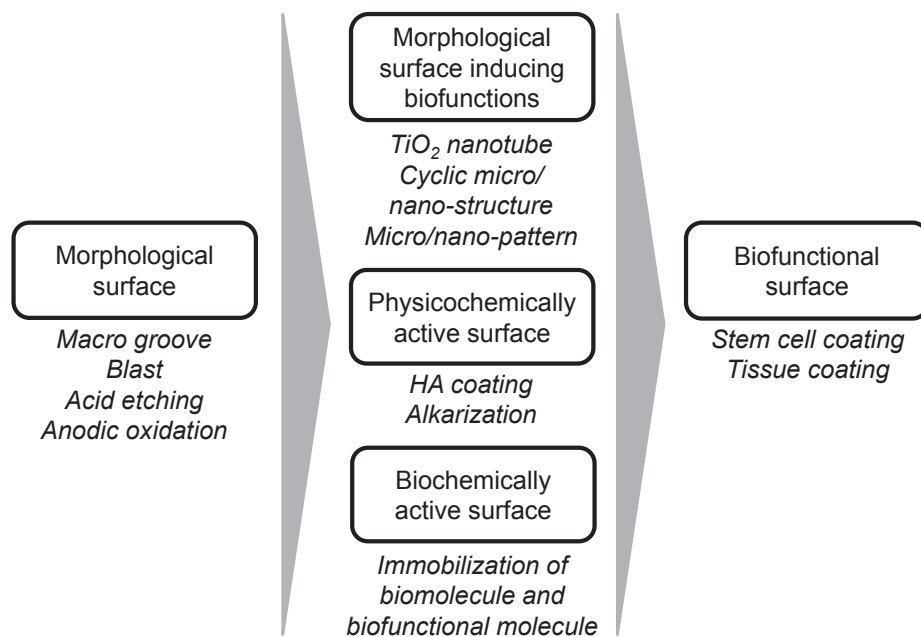 Morphological
surface
Macro groove
Blast
Acid etching
Anodic oxidation
Morphological
surface inducing
biofunctions
TiO₂ nanotube
Cyclic micro/
nano-structure
Micro/nano-pattern
Physicochemically
active surface
HA coating
Alkarization
Biochemically
active surface
Immobilization of
biomolecule and
biofunctional molecule
Biofunctional
surface
Stem cell coating
Tissue coating